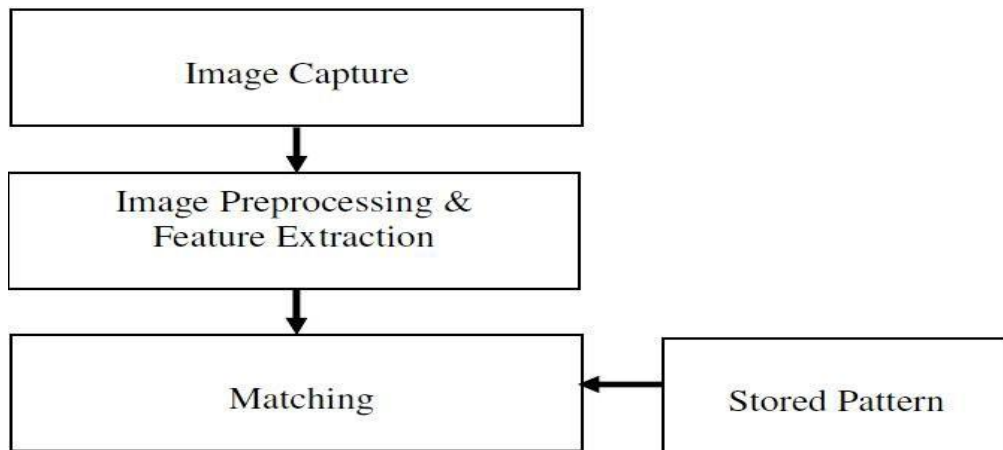 Image Capture
Image Preprocessing &
Feature Extraction
Matching
Stored Pattern